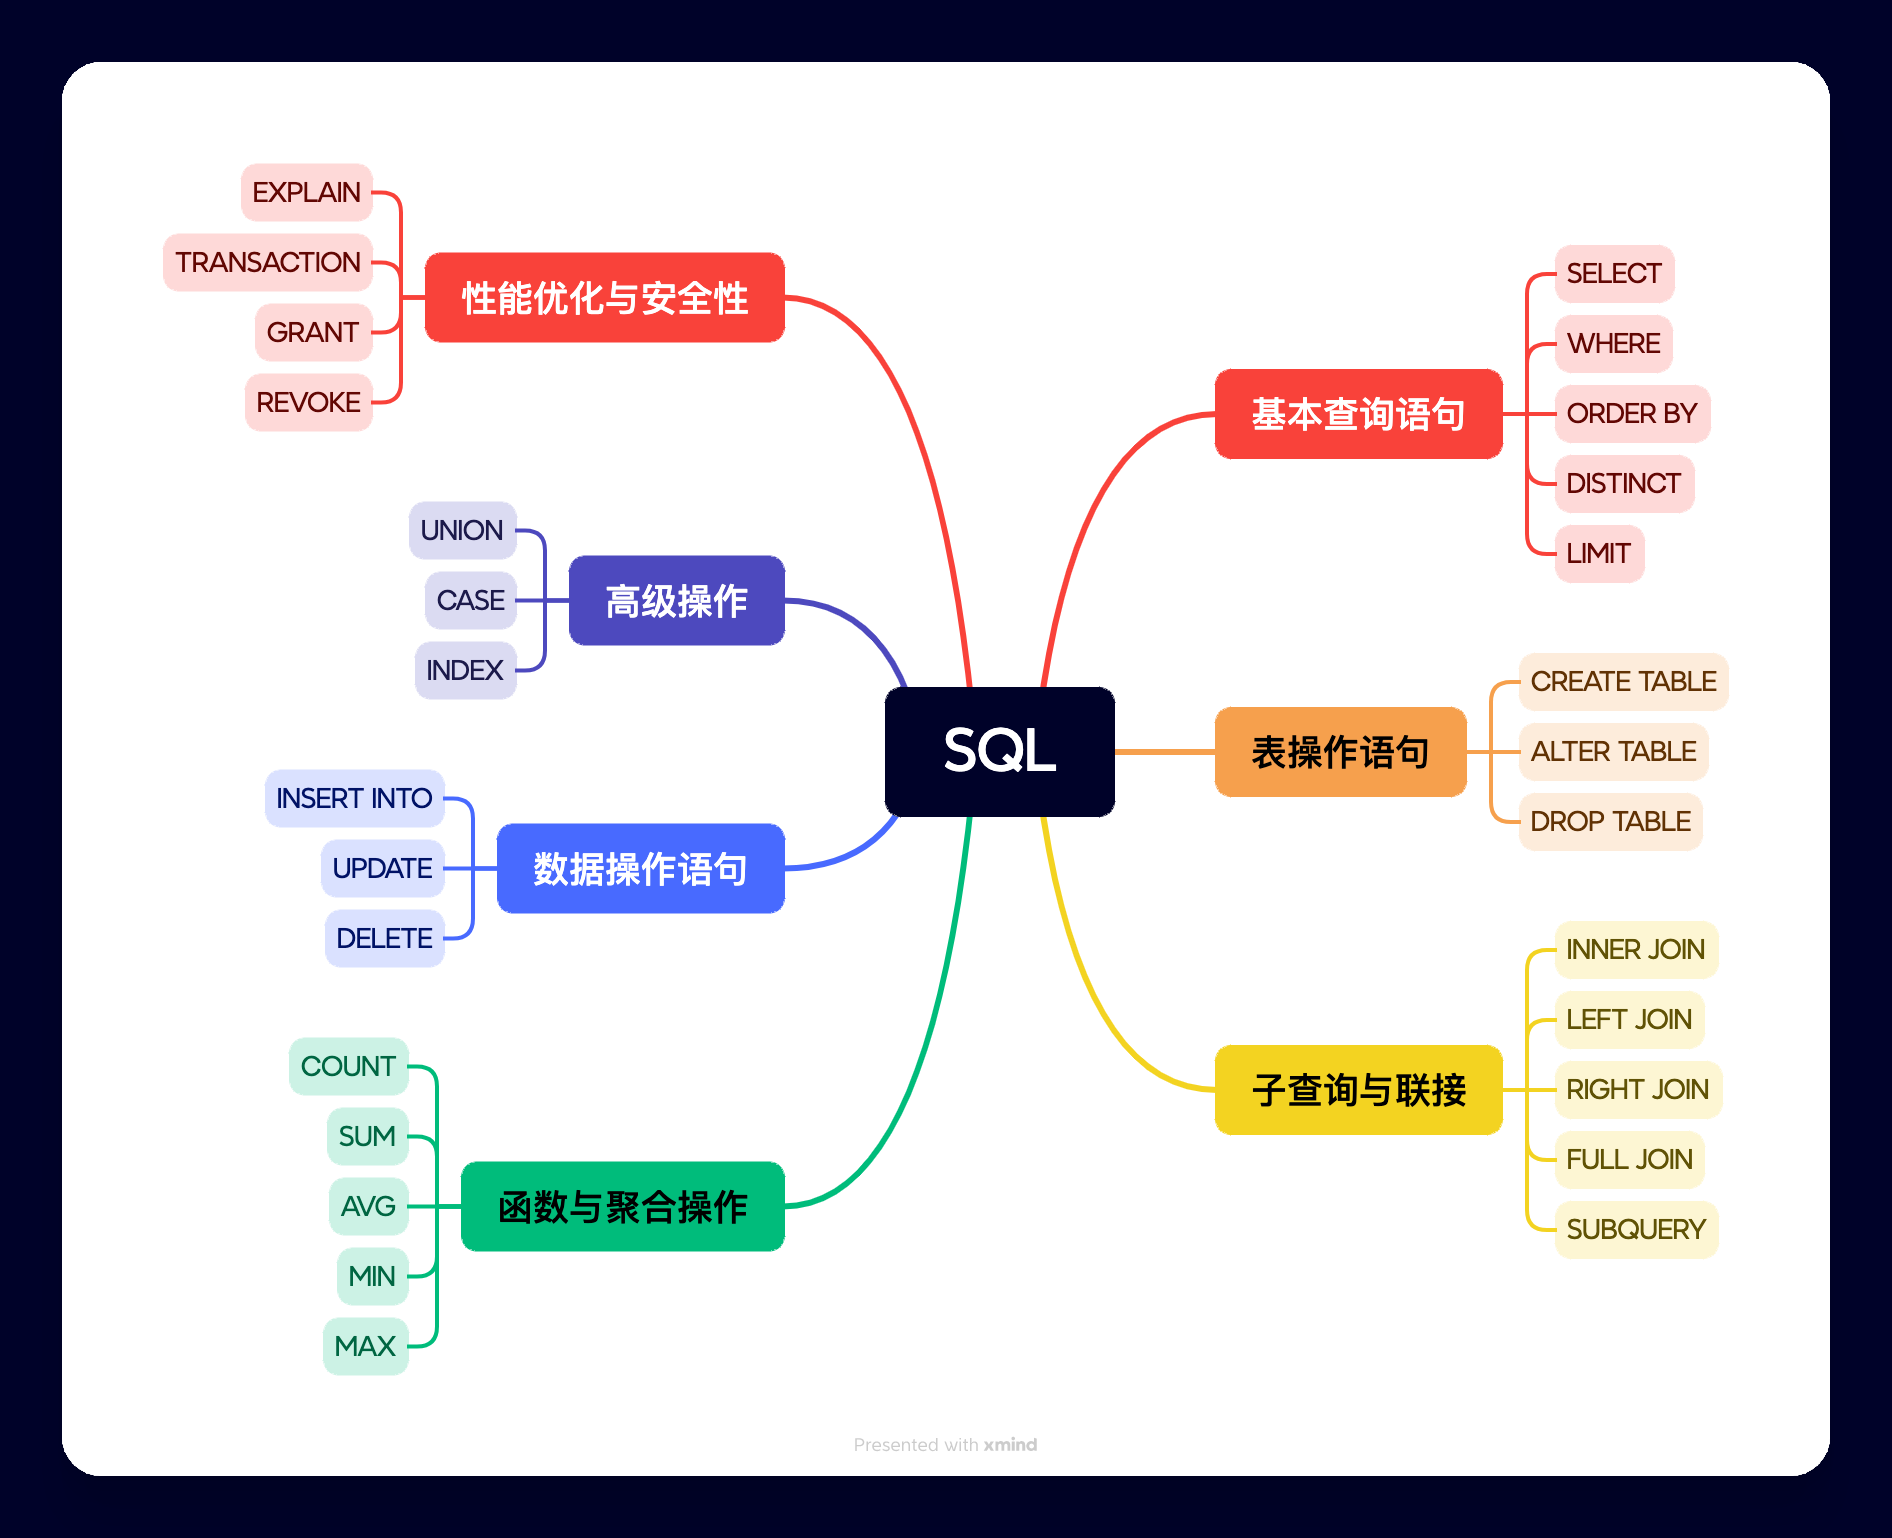 SQL
基本查询语句
SELECT
WHERE
ORDER BY
DISTINCT
LIMIT
表操作语句
CREATE TABLE
ALTER TABLE
DROP TABLE
子查询与联接
INNER JOIN
LEFT JOIN
RIGHT JOIN
FULL JOIN
SUBQUERY
性能优化与安全性
EXPLAIN
TRANSACTION
GRANT
REVOKE
高级操作
UNION
CASE
INDEX
数据操作语句
INSERT INTO
UPDATE
DELETE
函数与聚合操作
COUNT
SUM
AVG
MIN
MAX
Presented with xmind